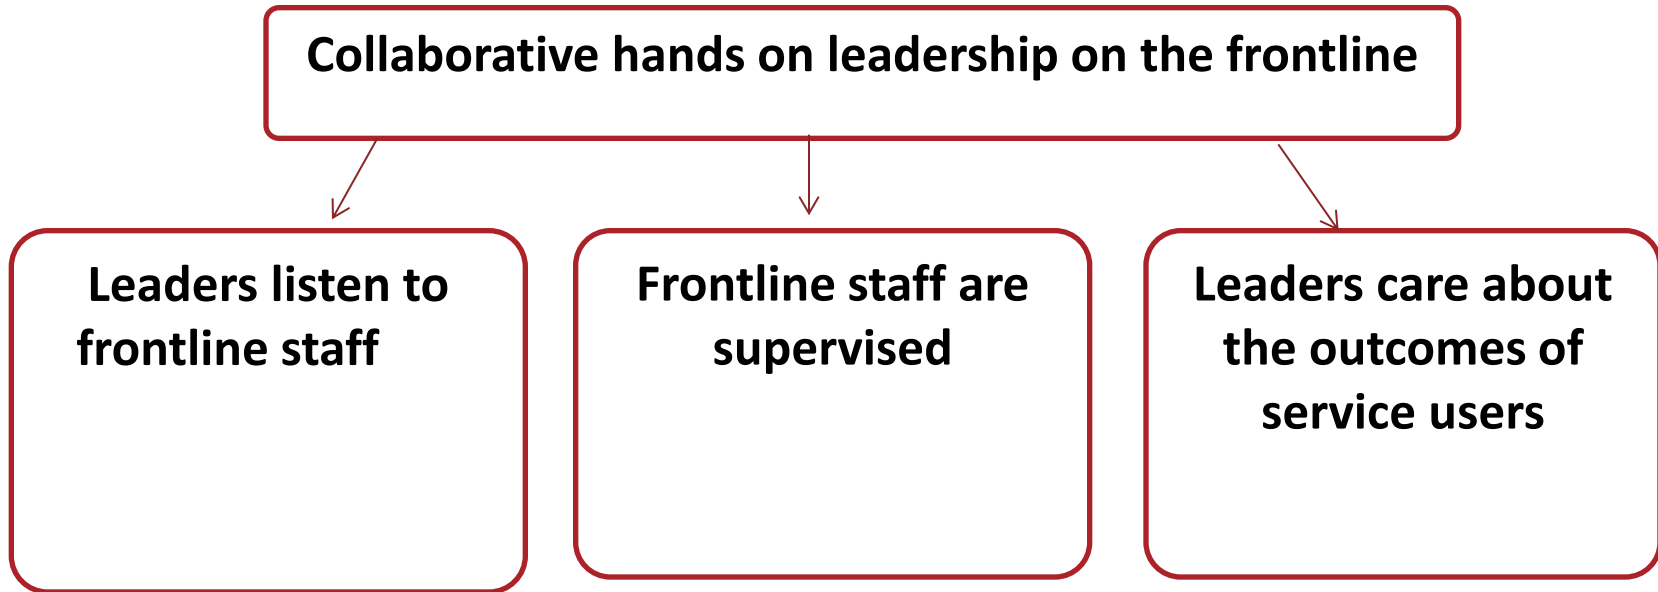 Collaborative hands on leadership on the frontline
Leaders listen to
frontline staff
Frontline staff are
supervised
Leaders care about
the outcomes of
service users